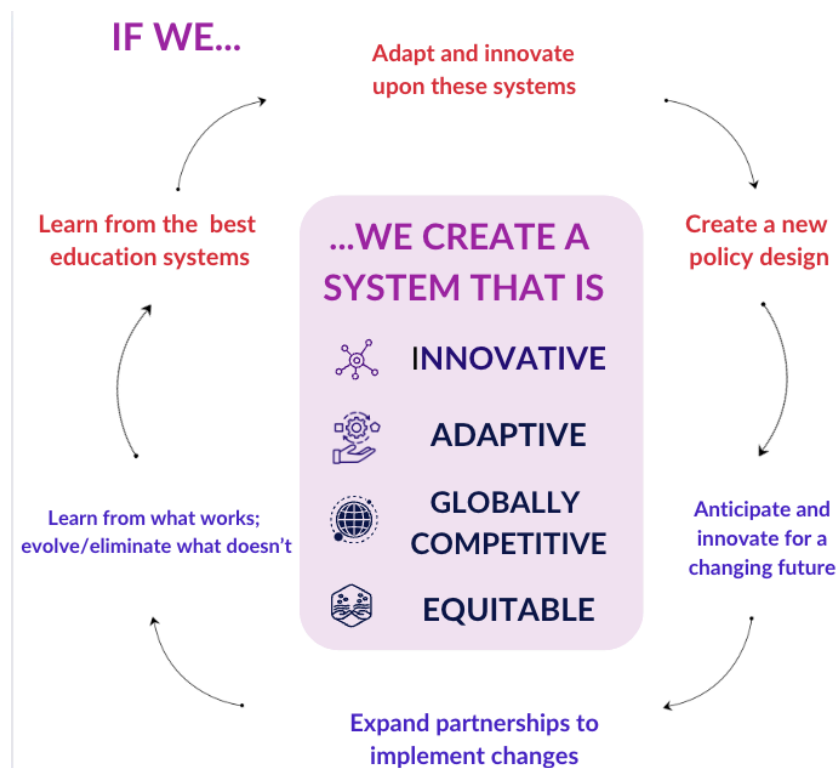 IF WE...
Adapt and innovate
upon these systems
Create a new
policy design
Anticipate and
innovate for a
changing future
Expand partnerships to
implement changes
Learn from what works;
evolve/eliminate what doesn't
Learn from the best
education systems
...WE CREATE A
SYSTEM THAT IS
INNOVATIVE
ADAPTIVE
GLOBALLY
COMPETITIVE
EQUITABLE